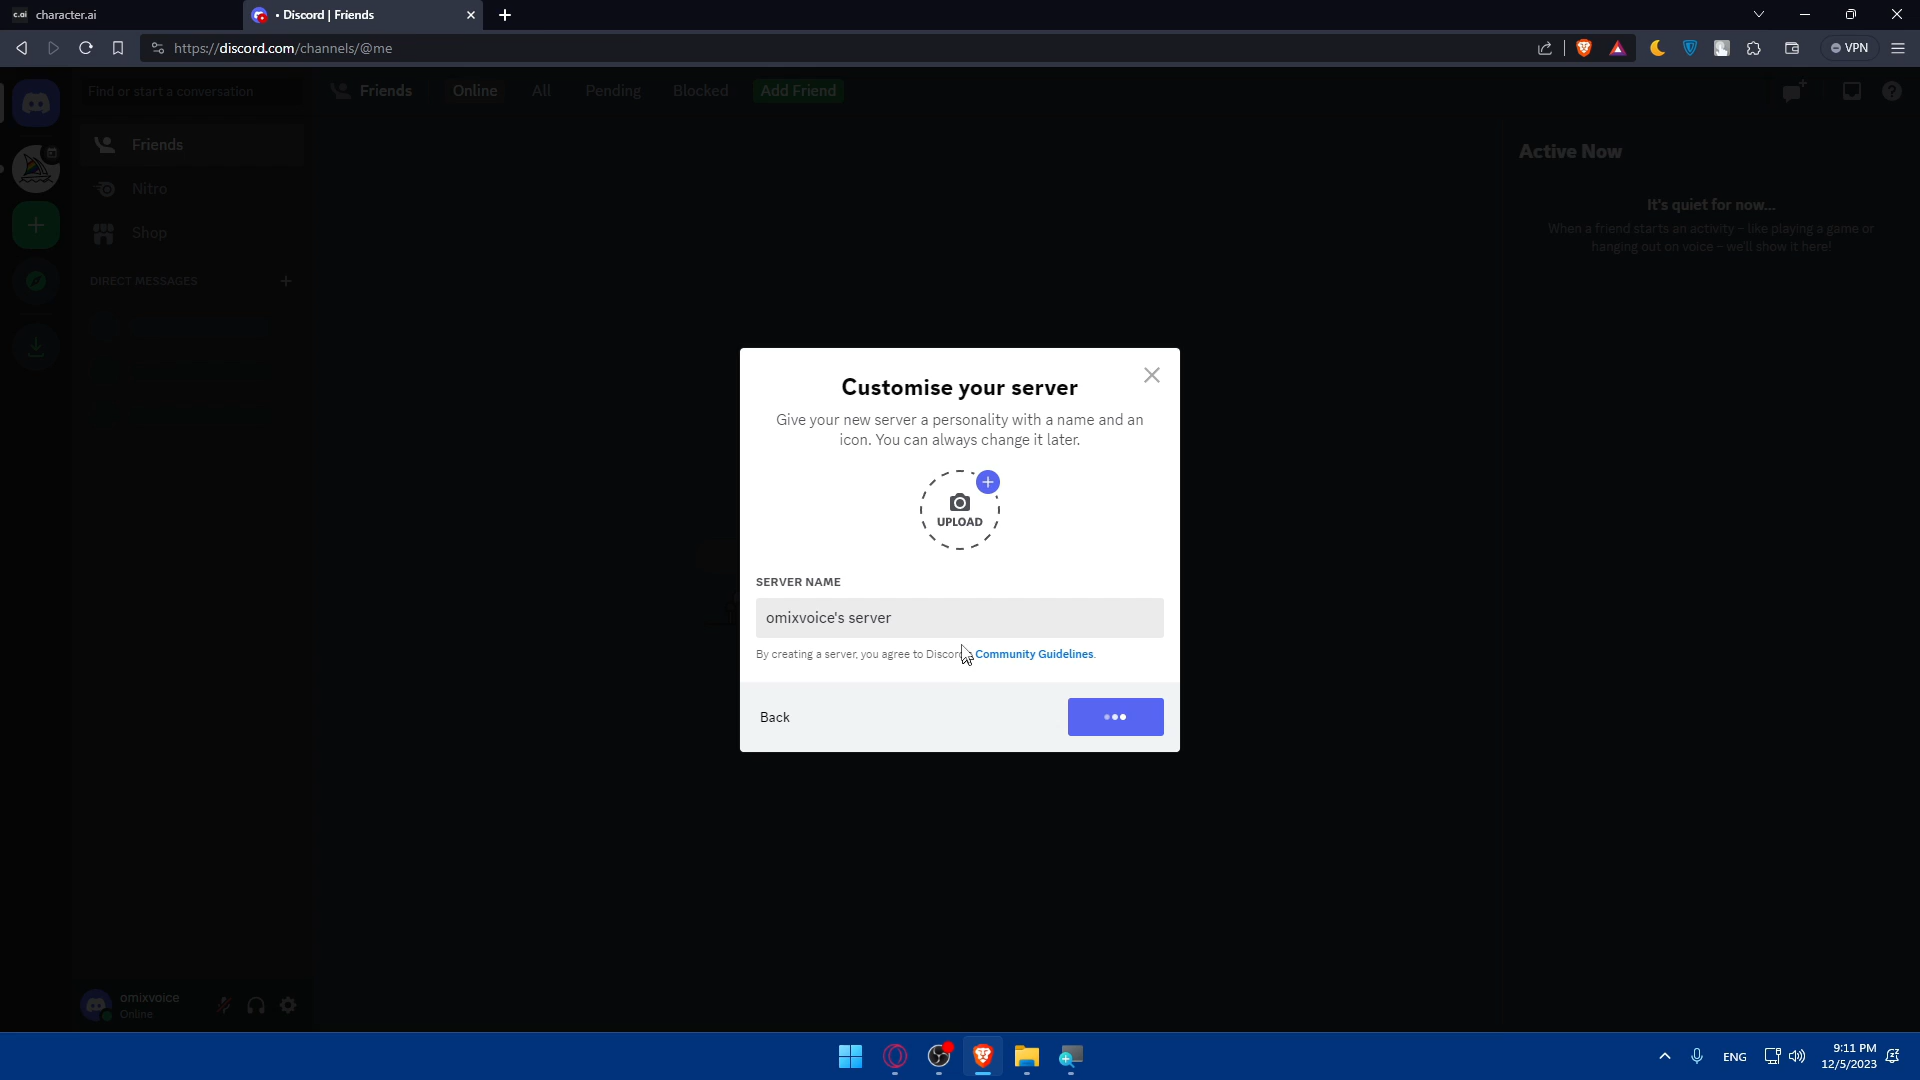 c.ai character.ai
• Discord | Friends
https://discord.com/channels/@me
VPN
Find or start a conversation
Friends
Online
All
Pending
Blocked
Add Friend
Friends
Nitro
Shop
DIRECT MESSAGES
Active Now
It's quiet for now...
When a friend starts an activity – like playing a game or
hanging out on voice – we'll show it here!
Customise your server
Give your new server a personality with a name and an
icon. You can always change it later.
UPLOAD
SERVER NAME
omixvoice's server
By creating a server, you agree to Discord Community Guidelines.
Back
omixvoice
Online
ENG
9:11 PM
12/5/2023